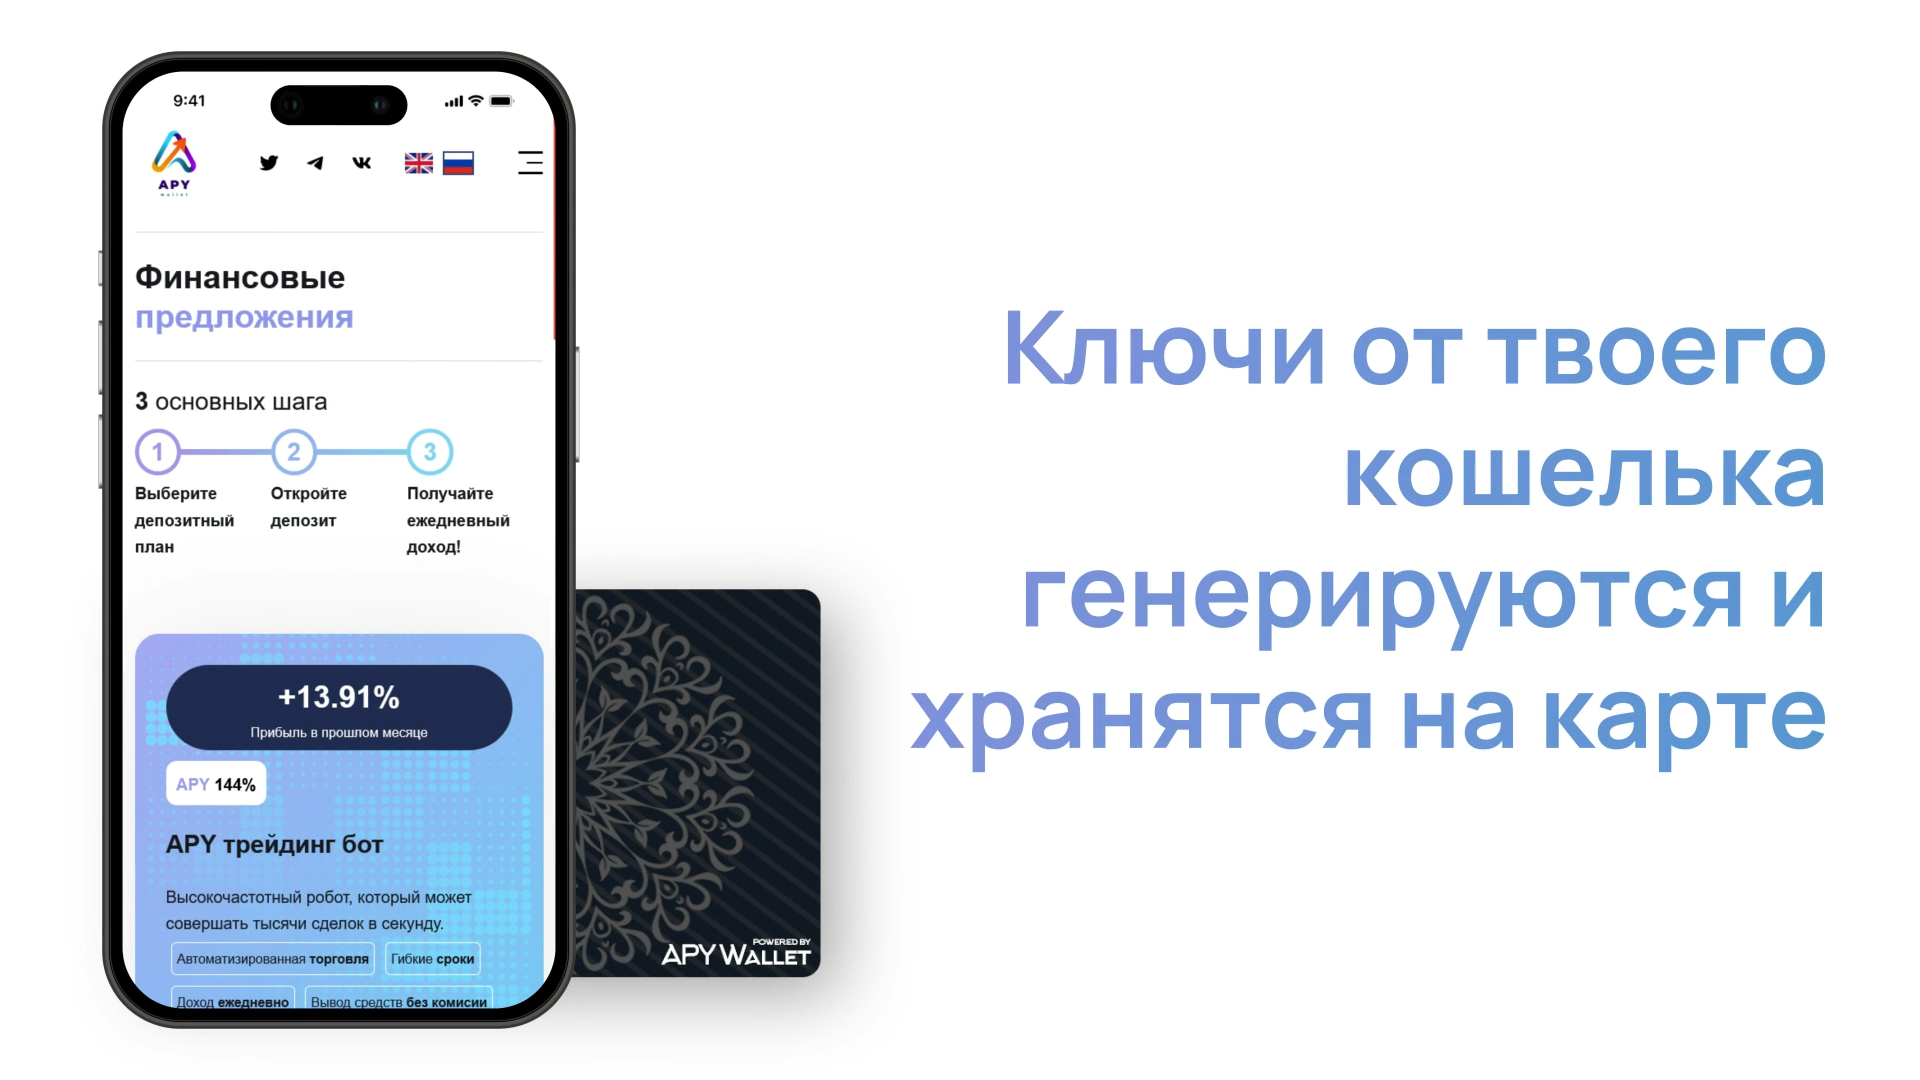 9:41
APY
wallet
Финансовые
предложения
3 основных шага
1 2 3
Выберите
депозитный
план
Откройте
депозит
Получайте
ежедневный
доход!
+13.91%
Прибыль в прошлом месяце
APY 144%
APY трейдинг бот
Высокочастотный робот, который может
совершать тысячи сделок в секунду.
Автоматизированная торговля
Гибкие сроки
Доход ежедневно
Вывод средств без комисии
POWERED BY
APY WALLET
Ключи от твоего
кошелька
генерируются и
хранятся на карте